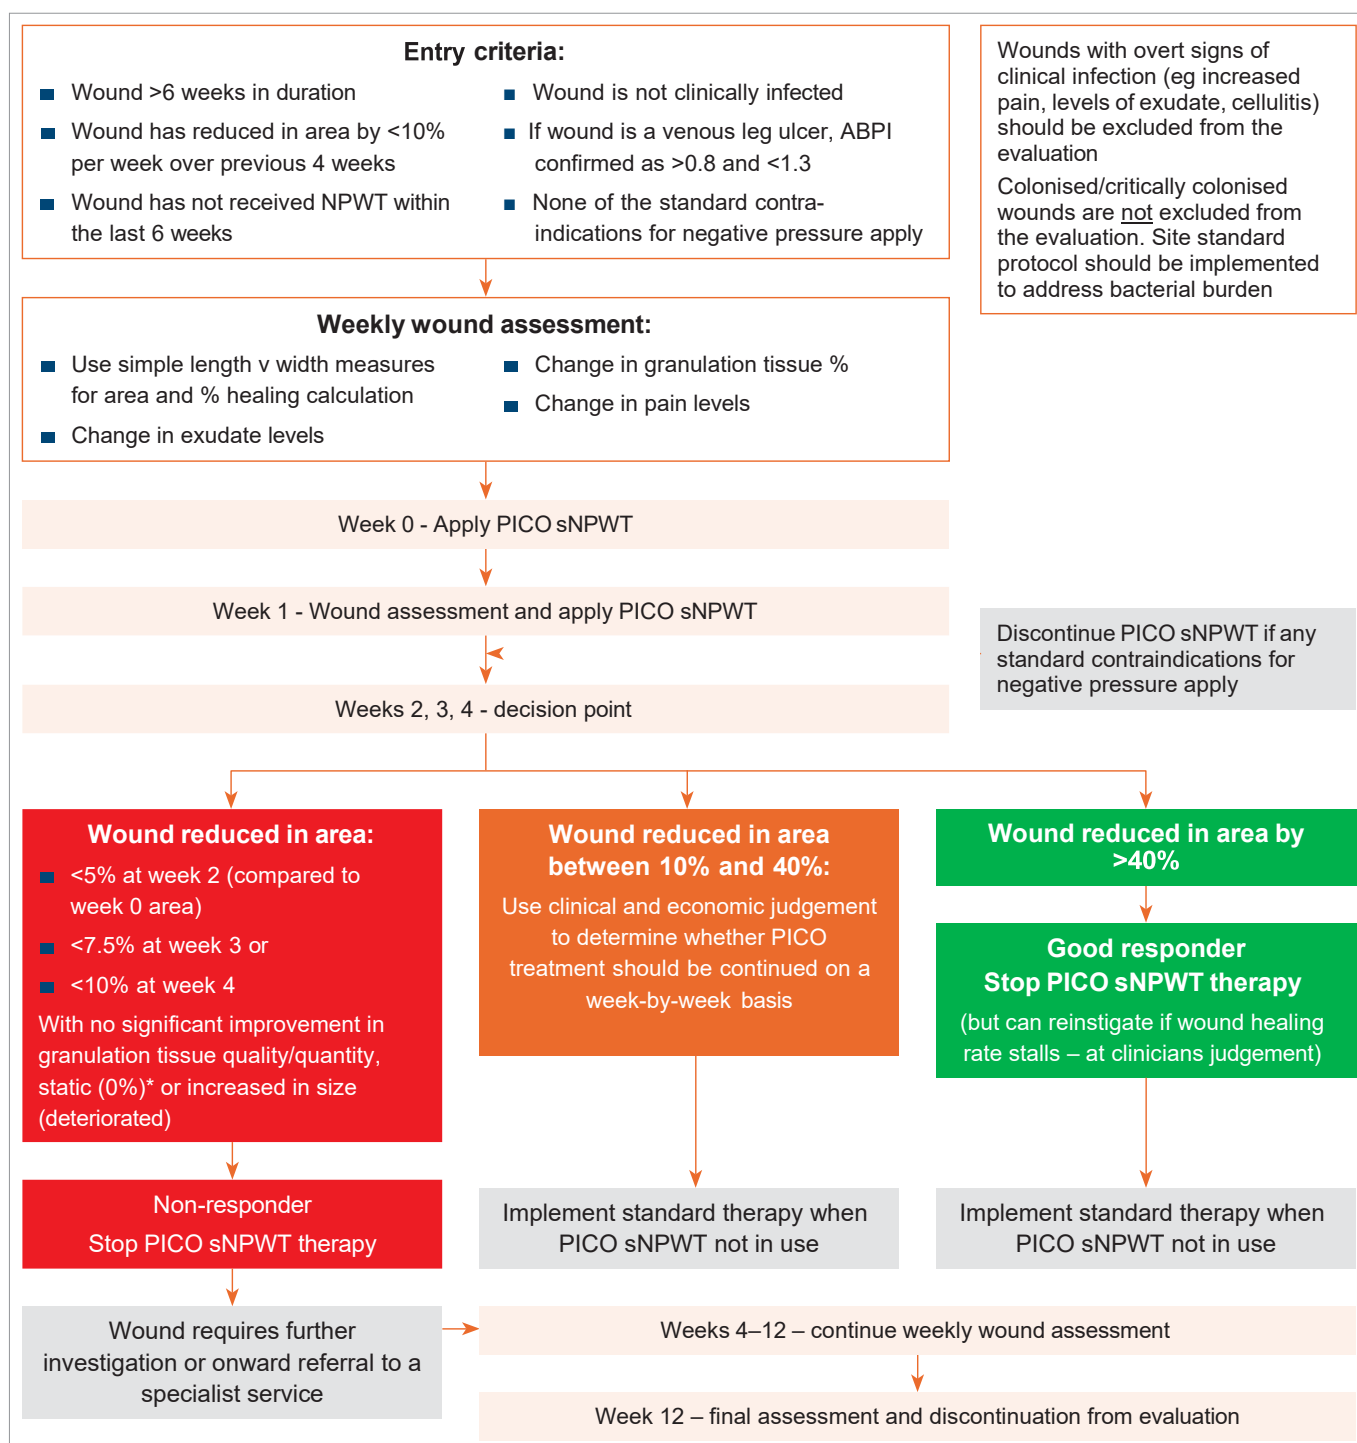 Entry criteria:
Wound >6 weeks in duration
Wound has reduced in area by <10%
per week over previous 4 weeks
Wound has not received NPWT within
the last 6 weeks
Wound is not clinically infected
If wound is a venous leg ulcer, ABPI
confirmed as >0.8 and <1.3
None of the standard contra-
indications for negative pressure apply
Wounds with overt signs of
clinical infection (eg increased
pain, levels of exudate, cellulitis)
should be excluded from the
evaluation
Colonised/critically colonised
wounds are not excluded from
the evaluation. Site standard
protocol should be implemented
to address bacterial burden
Weekly wound assessment:
Use simple length v width measures
for area and % healing calculation
Change in exudate levels
Change in granulation tissue %
Change in pain levels
Week 0 - Apply PICO sNPWT
Week 1 - Wound assessment and apply PICO sNPWT
Discontinue PICO sNPWT if any
standard contraindications for
negative pressure apply
Weeks 2, 3, 4 - decision point
Wound reduced in area:
<5% at week 2 (compared to
week 0 area)
<7.5% at week 3 or
<10% at week 4
With no significant improvement in
granulation tissue quality/quantity,
static (0%)* or increased in size
(deteriorated)
Non-responder
Stop PICO sNPWT therapy
Wound requires further
investigation or onward referral to a
specialist service
Wound reduced in area
between 10% and 40%:
Use clinical and economic judgement
to determine whether PICO
treatment should be continued on a
week-by-week basis
Implement standard therapy when
PICO sNPWT not in use
Wound reduced in area by
>40%
Good responder
Stop PICO sNPWT therapy
(but can reinstigate if wound healing
rate stalls – at clinicians judgement)
Implement standard therapy when
PICO sNPWT not in use
Weeks 4–12 – continue weekly wound assessment
Week 12 – final assessment and discontinuation from evaluation